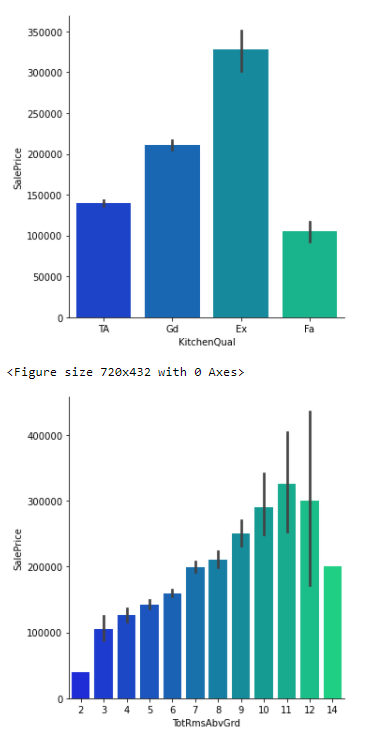 350000
300000
250000
200000
150000
100000
50000
0
SalePrice
TA Gd Ex Fa
KitchenQual
<Figure size 720x432 with 0 Axes>
400000
300000
200000
100000
0
SalePrice
2 3 4 5 6 7 8 9 10 11 12 14
TotRmsAbvGrd